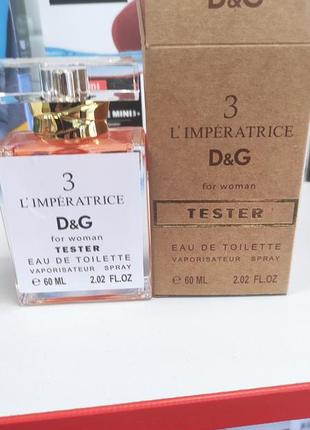 3
L'IMPÉRATRICE
D&G
for woman
TESTER
EAU DE TOILETTE
VAPORISATEUR SPRAY
℮ 60 ML 2.02 FL.OZ
D&G
3
L'IMPÉRATRICE
D&G
for woman
TESTER
EAU DE TOILETTE
VAPORISATEUR SPRAY
℮ 60 ML 2.02 FL.OZ
MINI